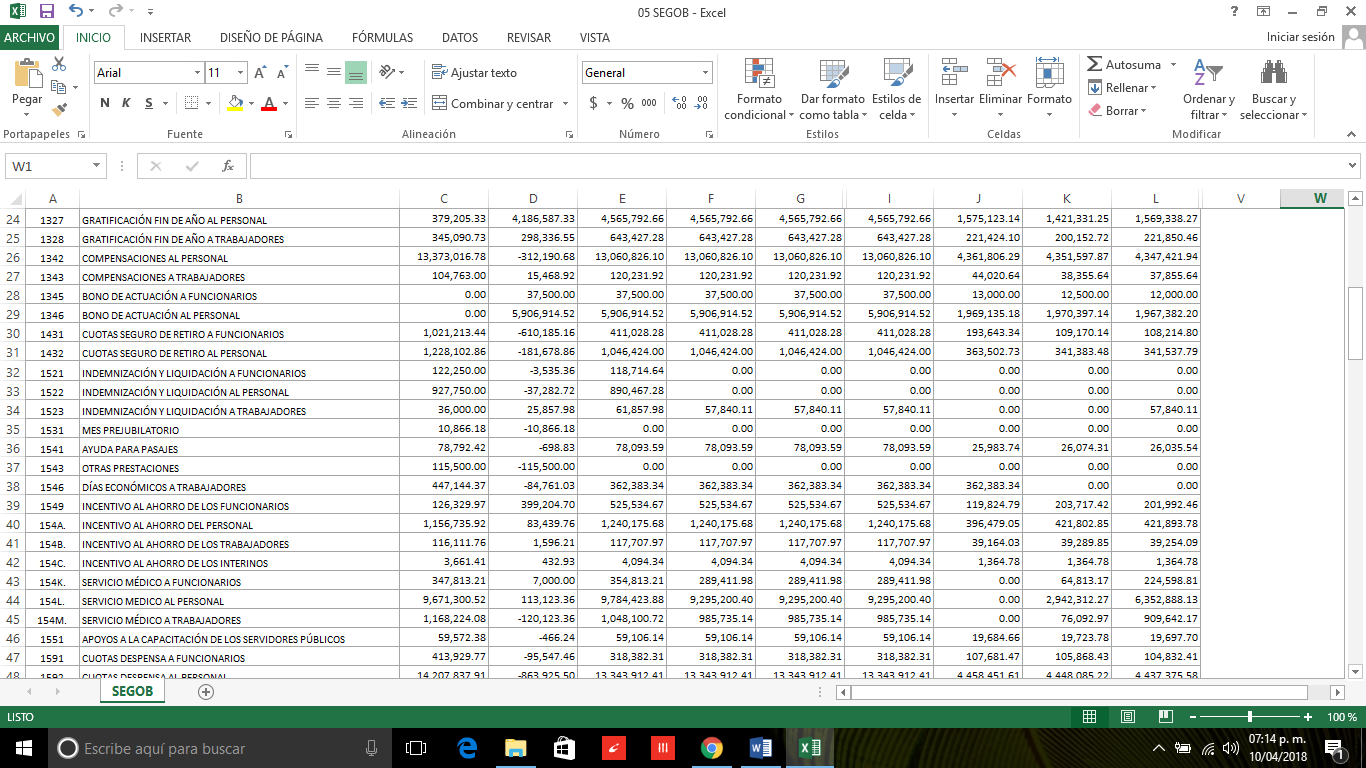 05 SEGOB - Excel
ARCHIVO INICIO INSERTAR DISEÑO DE PÁGINA FÓRMULAS DATOS REVISAR VISTA Iniciar sesión
Arial 11 Ajustar texto General Autosuma
Pegar Rellenar
N K S Combinar y centrar $ % 000 Formato condicional Dar formato como tabla Estilos de celda Insertar Eliminar Formato Borrar Ordenar y filtrar Buscar y seleccionar
Portapapeles Fuente Alineación Número Estilos Celdas Modificar
W1 fx
A B C D E F G I J K L V W
24 1327 GRATIFICACIÓN FIN DE AÑO AL PERSONAL 379,205.33 4,186,587.33 4,565,792.66 4,565,792.66 4,565,792.66 4,565,792.66 1,575,123.14 1,421,331.25 1,569,338.27
25 1328 GRATIFICACIÓN FIN DE AÑO A TRABAJADORES 345,090.73 298,336.55 643,427.28 643,427.28 643,427.28 643,427.28 221,424.10 200,152.72 221,850.46
26 1342 COMPENSACIONES AL PERSONAL 13,373,016.78 -312,190.68 13,060,826.10 13,060,826.10 13,060,826.10 13,060,826.10 4,361,806.29 4,351,597.87 4,347,421.94
27 1343 COMPENSACIONES A TRABAJADORES 104,763.00 15,468.92 120,231.92 120,231.92 120,231.92 120,231.92 44,020.64 38,355.64 37,855.64
28 1345 BONO DE ACTUACIÓN A FUNCIONARIOS 0.00 37,500.00 37,500.00 37,500.00 37,500.00 37,500.00 13,000.00 12,500.00 12,000.00
29 1346 BONO DE ACTUACIÓN AL PERSONAL 0.00 5,906,914.52 5,906,914.52 5,906,914.52 5,906,914.52 5,906,914.52 1,969,135.18 1,970,397.14 1,967,382.20
30 1431 CUOTAS SEGURO DE RETIRO A FUNCIONARIOS 1,021,213.44 -610,185.16 411,028.28 411,028.28 411,028.28 411,028.28 193,643.34 109,170.14 108,214.80
31 1432 CUOTAS SEGURO DE RETIRO AL PERSONAL 1,228,102.86 -181,678.86 1,046,424.00 1,046,424.00 1,046,424.00 1,046,424.00 363,502.73 341,383.48 341,537.79
32 1521 INDEMNIZACIÓN Y LIQUIDACIÓN A FUNCIONARIOS 122,250.00 -3,535.36 118,714.64 0.00 0.00 0.00 0.00 0.00 0.00
33 1522 INDEMNIZACIÓN Y LIQUIDACIÓN AL PERSONAL 927,750.00 -37,282.72 890,467.28 0.00 0.00 0.00 0.00 0.00 0.00
34 1523 INDEMNIZACIÓN Y LIQUIDACIÓN A TRABAJADORES 36,000.00 25,857.98 61,857.98 57,840.11 57,840.11 57,840.11 0.00 0.00 57,840.11
35 1531 MES PREJUBILATORIO 10,866.18 -10,866.18 0.00 0.00 0.00 0.00 0.00 0.00 0.00
36 1541 AYUDA PARA PASAJES 78,792.42 -698.83 78,093.59 78,093.59 78,093.59 78,093.59 25,983.74 26,074.31 26,035.54
37 1543 OTRAS PRESTACIONES 115,500.00 -115,500.00 0.00 0.00 0.00 0.00 0.00 0.00 0.00
38 1546 DÍAS ECONÓMICOS A TRABAJADORES 447,144.37 -84,761.03 362,383.34 362,383.34 362,383.34 362,383.34 362,383.34 0.00 0.00
39 1549 INCENTIVO AL AHORRO DE LOS FUNCIONARIOS 126,329.97 399,204.70 525,534.67 525,534.67 525,534.67 525,534.67 119,824.79 203,717.42 201,992.46
40 154A. INCENTIVO AL AHORRO DEL PERSONAL 1,156,735.92 83,439.76 1,240,175.68 1,240,175.68 1,240,175.68 1,240,175.68 396,479.05 421,802.85 421,893.78
41 154B. INCENTIVO AL AHORRO DE LOS TRABAJADORES 116,111.76 1,596.21 117,707.97 117,707.97 117,707.97 117,707.97 39,164.03 39,289.85 39,254.09
42 154C. INCENTIVO AL AHORRO DE LOS INTERINOS 3,661.41 432.93 4,094.34 4,094.34 4,094.34 4,094.34 1,364.78 1,364.78 1,364.78
43 154K. SERVICIO MÉDICO A FUNCIONARIOS 347,813.21 7,000.00 354,813.21 289,411.98 289,411.98 289,411.98 0.00 64,813.17 224,598.81
44 154L. SERVICIO MEDICO AL PERSONAL 9,671,300.52 113,123.36 9,784,423.88 9,295,200.40 9,295,200.40 9,295,200.40 0.00 2,942,312.27 6,352,888.13
45 154M. SERVICIO MÉDICO A TRABAJADORES 1,168,224.08 -120,123.36 1,048,100.72 985,735.14 985,735.14 985,735.14 0.00 76,092.97 909,642.17
46 1551 APOYOS A LA CAPACITACIÓN DE LOS SERVIDORES PÚBLICOS 59,572.38 -466.24 59,106.14 59,106.14 59,106.14 59,106.14 19,684.66 19,723.78 19,697.70
47 1591 CUOTAS DESPENSA A FUNCIONARIOS 413,929.77 -95,547.46 318,382.31 318,382.31 318,382.31 318,382.31 107,681.47 105,868.43 104,832.41
48 1592 CUOTAS DESPENSA AL PERSONAL 14,207,837.91 -863,925.50 13,343,912.41 13,343,912.41 13,343,912.41 13,343,912.41 4,458,451.61 4,448,085.22 4,437,375.58
SEGOB
LISTO 100 %
Escribe aquí para buscar 07:14 p. m.
10/04/2018 1